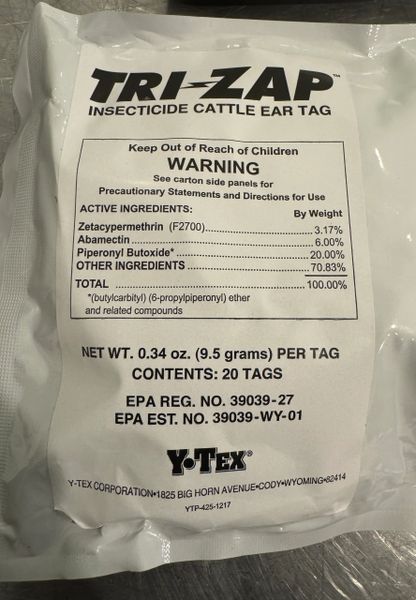 TRI-ZAP™
INSECTICIDE CATTLE EAR TAG
Keep Out of Reach of Children
WARNING
See carton side panels for
Precautionary Statements and Directions for Use
ACTIVE INGREDIENTS: By Weight
Zetacypermethrin (F2700)........................ 3.17%
Abamectin................................................ 6.00%
Piperonyl Butoxide*.................................. 20.00%
OTHER INGREDIENTS............................ 70.83%
TOTAL ..................................................... 100.00%
*(butylcarbityl) (6-propylpiperonyl) ether
and related compounds
NET WT. 0.34 oz. (9.5 grams) PER TAG
CONTENTS: 20 TAGS
EPA REG. NO. 39039-27
EPA EST. NO. 39039-WY-01
Y•TEX®
Y-TEX CORPORATION•1825 BIG HORN AVENUE•CODY•WYOMING•82414
YTP-425-1217